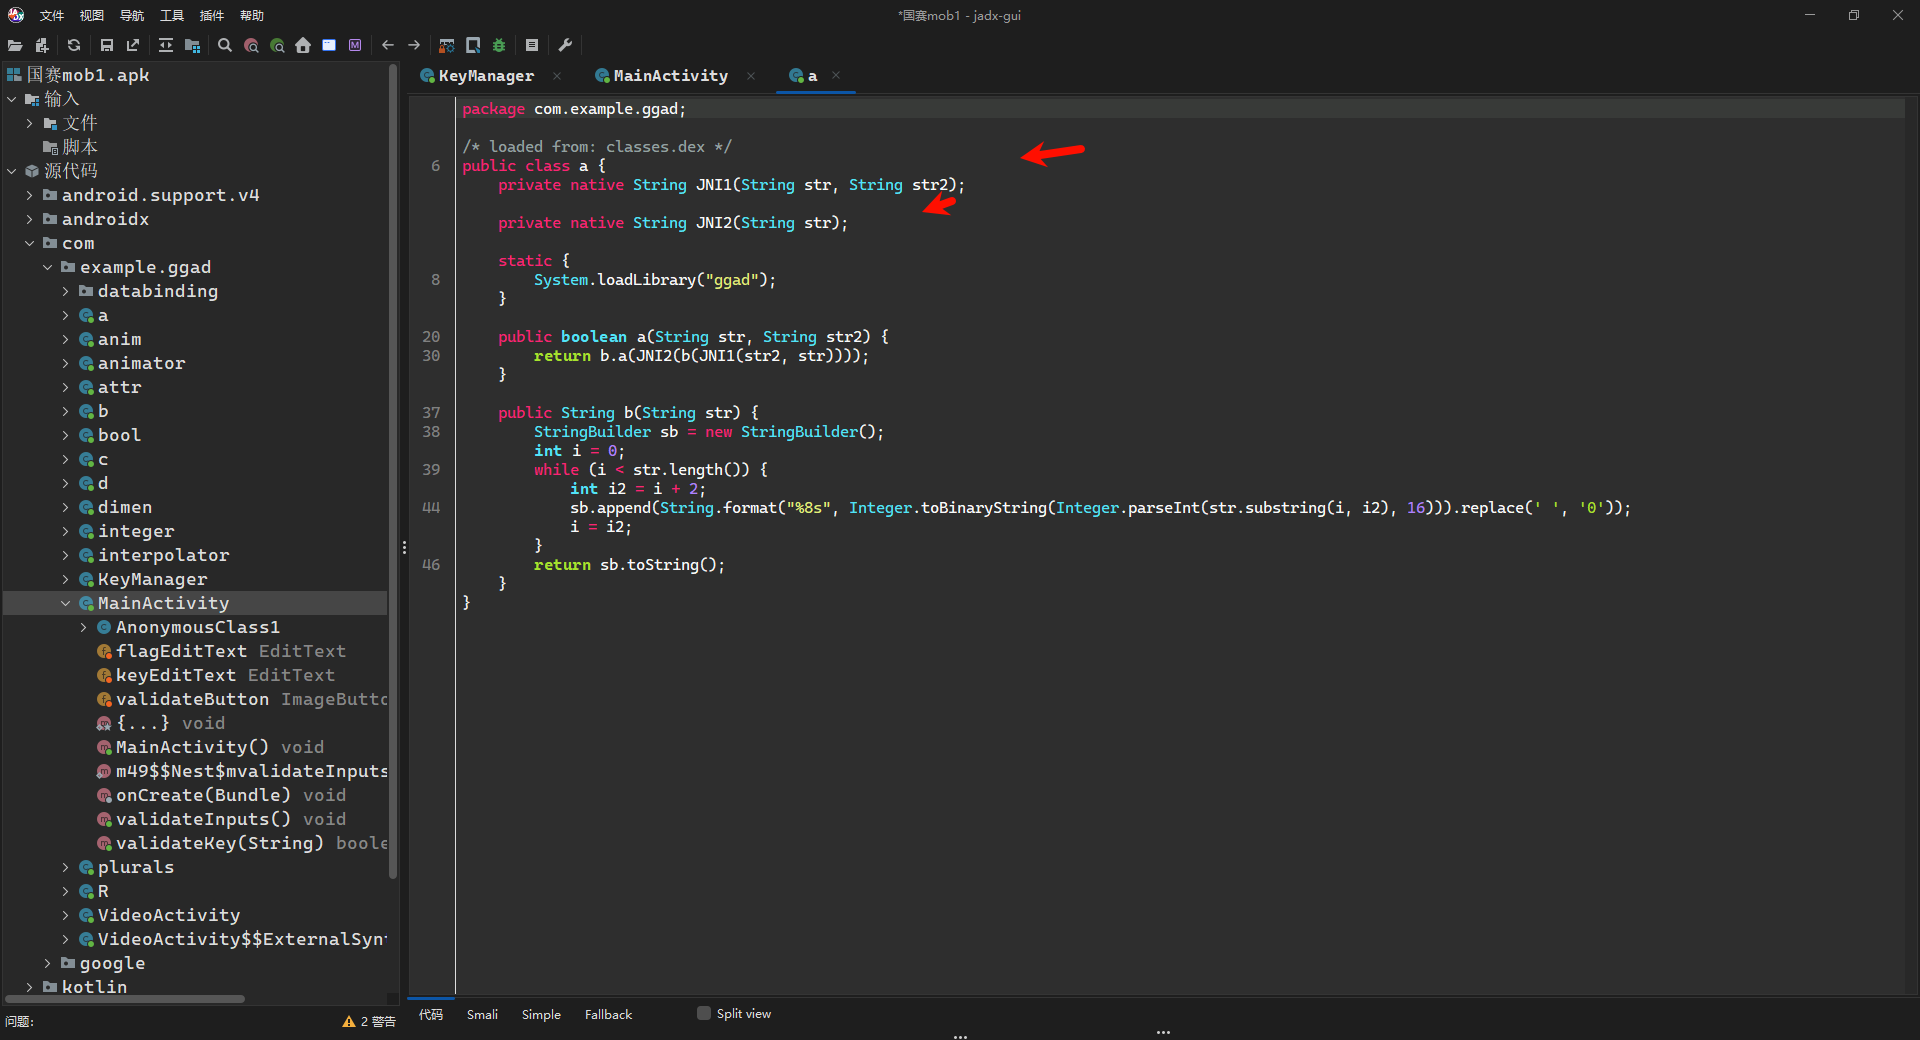 文件 视图 导航 工具 插件 帮助
*国赛mob1 - jadx-gui
国赛mob1.apk
输入
文件
脚本
源代码
android.support.v4
androidx
com
example.ggad
databinding
a
anim
animator
attr
b
bool
c
d
dimen
integer
interpolator
KeyManager
MainActivity
AnonymousClass1
flagEditText EditText
keyEditText EditText
validateButton ImageButto
{...} void
MainActivity() void
m49$$Nest$mvalidateInputs
onCreate(Bundle) void
validateInputs() void
validateKey(String) boole
plurals
R
VideoActivity
VideoActivity$$ExternalSyn
google
kotlin
问题:
2 警告
KeyManager MainActivity a
package com.example.ggad;
/* loaded from: classes.dex */
6 public class a {
private native String JNI1(String str, String str2);
private native String JNI2(String str);
static {
8 System.loadLibrary("ggad");
}
20 public boolean a(String str, String str2) {
30 return b.a(JNI2(b(JNI1(str2, str))));
}
37 public String b(String str) {
38 StringBuilder sb = new StringBuilder();
int i = 0;
39 while (i < str.length()) {
int i2 = i + 2;
44 sb.append(String.format("%8s", Integer.toBinaryString(Integer.parseInt(str.substring(i, i2), 16))).replace(' ', '0'));
i = i2;
}
46 return sb.toString();
}
}
代码 Smali Simple Fallback Split view